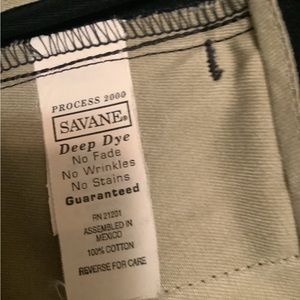 PROCESS 2000
SAVANE®
Deep Dye
No Fade
No Wrinkles
No Stains
Guaranteed
RN 21201
ASSEMBLED IN
MEXICO
100% COTTON
REVERSE FOR CARE